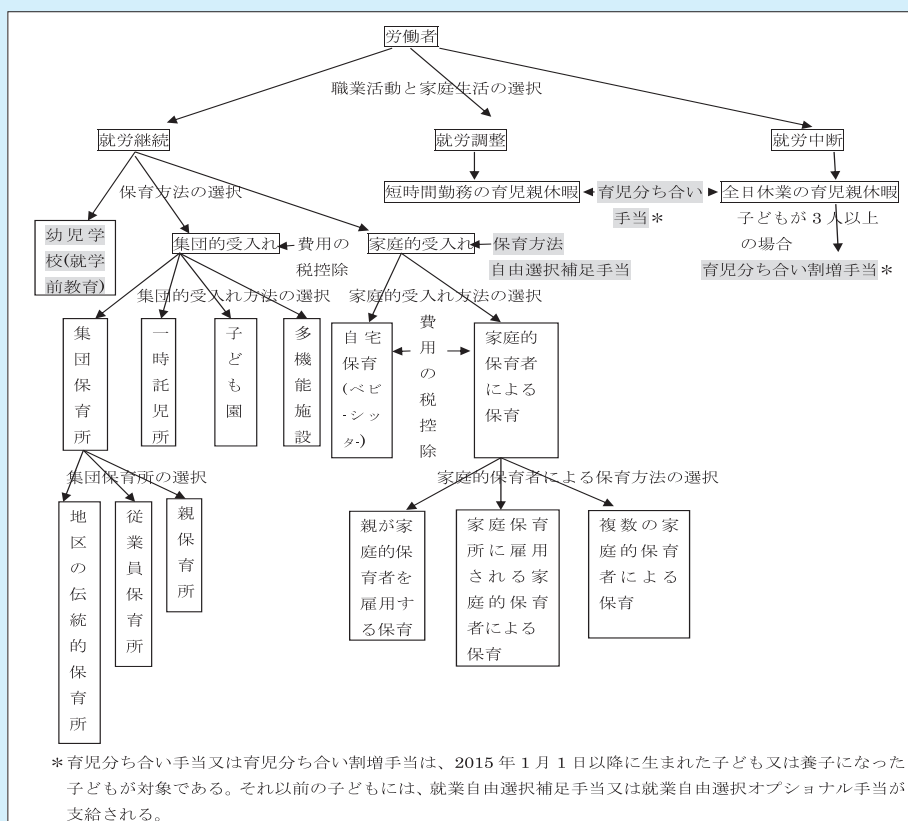 労働者
職業活動と家庭生活の選択
就労継続
就労調整
就労中断
保育方法の選択
短時間勤務の育児親休暇
育児分ち合い
手当*
全日休業の育児親休暇
子どもが3人以上
の場合
育児分ち合い割増手当*
幼児学
校(就学
前教育)
集団的受入れ
費用の
税控除
家庭的受入れ
保育方法
自由選択補足手当
集団的受入れ方法の選択
家庭的受入れ方法の選択
集団保育所
一時託児所
子ども園
多機能施設
自宅
保育
(ベビ
-シッ
タ-)
費用の税控除
家庭的
保育者
による
保育
集団保育所の選択
家庭的保育者による保育方法の選択
地区の伝統的保育所
従業員保育所
親保育所
親が家
庭的保
育者を
雇用す
る保育
家庭保育
所に雇用
される家
庭的保育
者による
保育
複数の家
庭的保育
者による
保育
*育児分ち合い手当又は育児分ち合い割増手当は、2015年1月1日以降に生まれた子ども又は養子になった
子どもが対象である。それ以前の子どもには、就業自由選択補足手当又は就業自由選択オプショナル手当が
支給される。